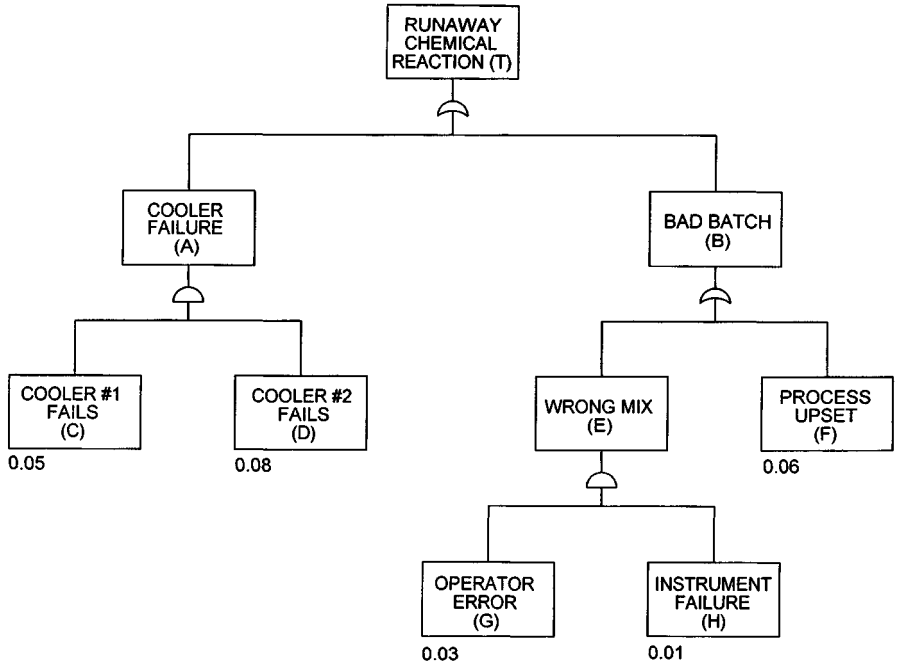 RUNAWAY
CHEMICAL
REACTION (T)
COOLER
FAILURE
(A)
BAD BATCH
(B)
COOLER #1
FAILS
(C)
0.05
COOLER #2
FAILS
(D)
0.08
WRONG MIX
(E)
PROCESS
UPSET
(F)
0.06
OPERATOR
ERROR
(G)
0.03
INSTRUMENT
FAILURE
(H)
0.01